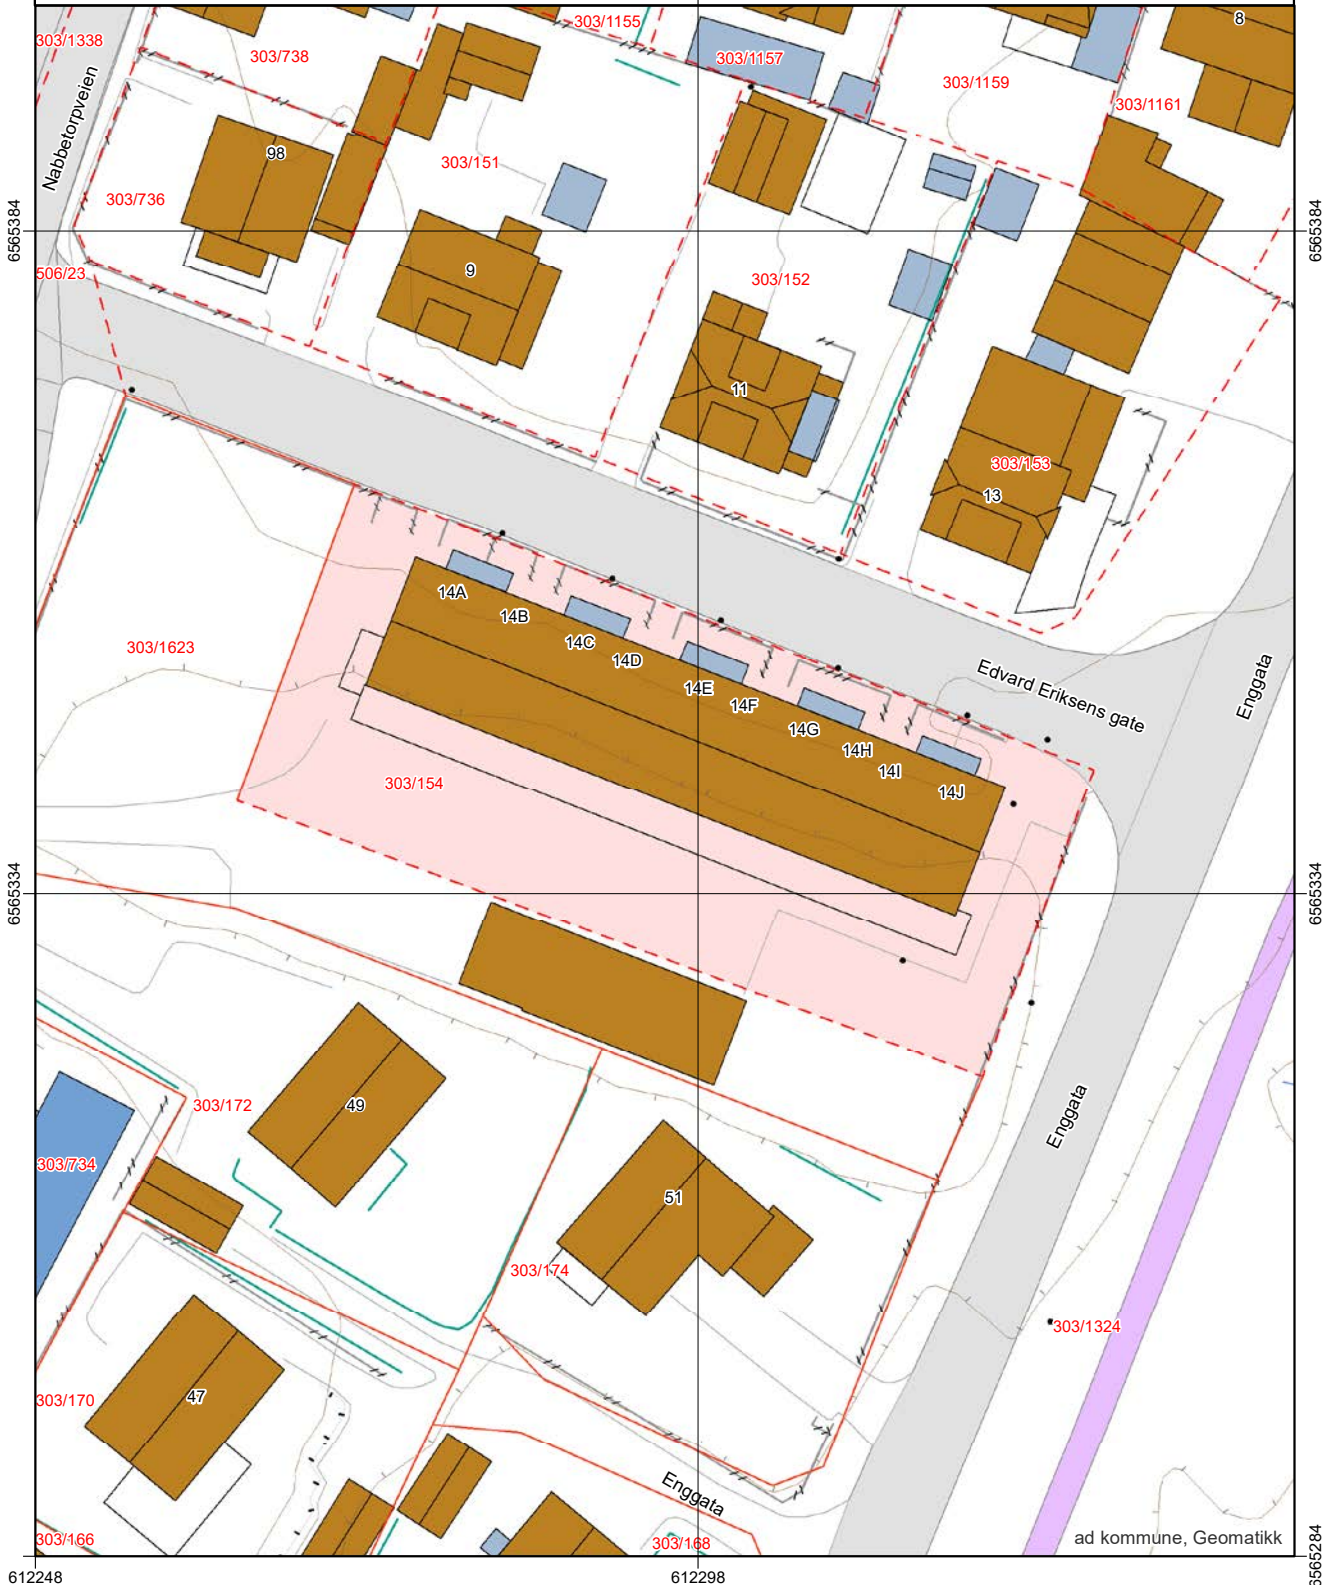 8
303/1155
303/1338
303/738
303/1157
303/1159
303/1161
Nabbetorpveien
98
303/151
303/736
6565384
6565384
506/23
9
303/152
11
303/153
13
14A
14B
14C
14D
14E
14F
14G
14H
14I
14J
303/1623
Edvard Eriksens gate
Enggata
303/154
6565334
6565334
49
303/172
Enggata
303/734
51
303/174
303/1324
303/170
47
Enggata
303/166
303/168
ad kommune, Geomatikk
6565284
612248
612298